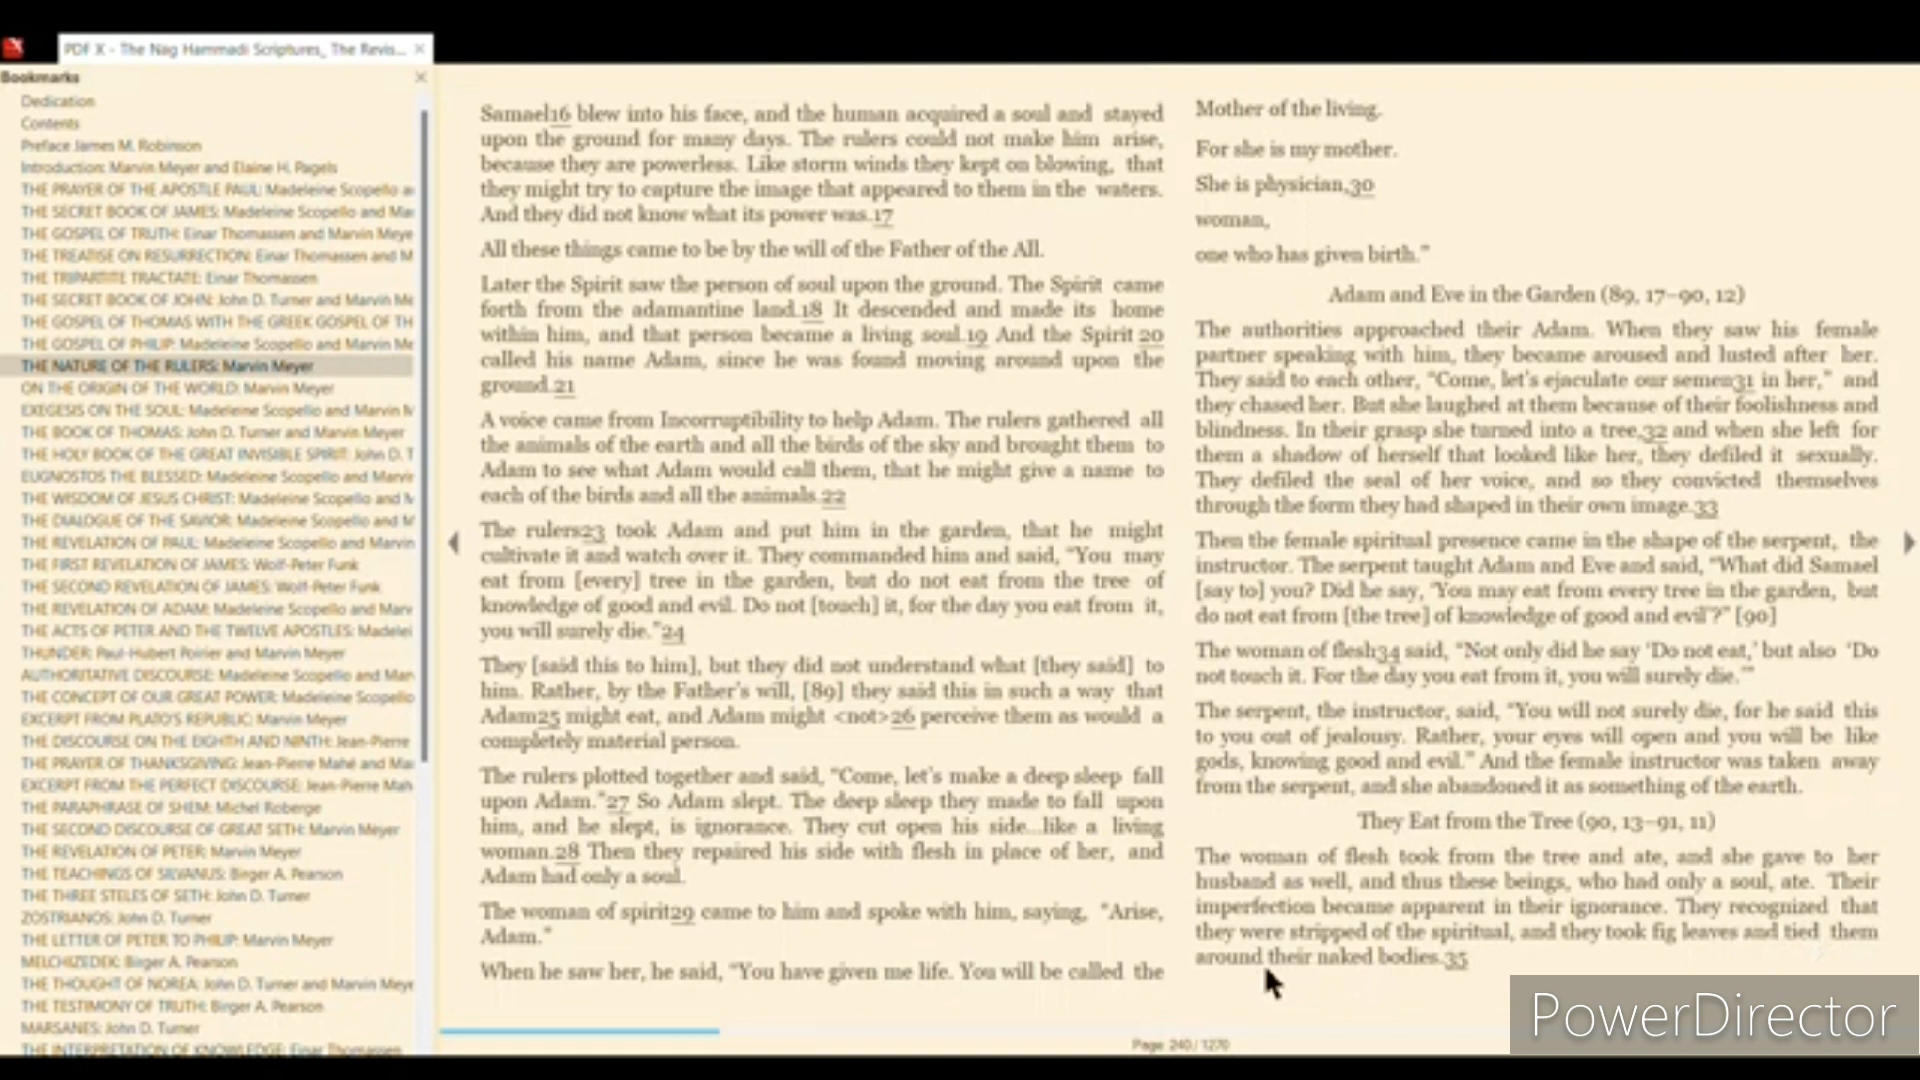 PDF X - The Nag Hammadi Scriptures_ The Revis...
Bookmarks
Dedication
Contents
Preface James M. Robinson
Introduction: Marvin Meyer and Elaine H. Pagels
THE PRAYER OF THE APOSTLE PAUL: Madeleine Scopello a
THE SECRET BOOK OF JAMES: Madeleine Scopello and Ma
THE GOSPEL OF TRUTH: Einar Thomassen and Marvin Meye
THE TREATISE ON RESURRECTION: Einar Thomassen and M
THE TRIPARTITE TRACTATE: Einar Thomassen
THE SECRET BOOK OF JOHN: John D. Turner and Marvin Me
THE GOSPEL OF THOMAS WITH THE GREEK GOSPEL OF TH
THE GOSPEL OF PHILIP: Madeleine Scopello and Marvin Me
THE NATURE OF THE RULERS: Marvin Meyer
ON THE ORIGIN OF THE WORLD: Marvin Meyer
EXEGESIS ON THE SOUL: Madeleine Scopello and Marvin M
THE BOOK OF THOMAS: John D. Turner and Marvin Meyer
THE HOLY BOOK OF THE GREAT INVISIBLE SPIRIT: John D. T
EUGNOSTOS THE BLESSED: Madeleine Scopello and Marvin
THE WISDOM OF JESUS CHRIST: Madeleine Scopello and M
THE DIALOGUE OF THE SAVIOR: Madeleine Scopello and M
THE REVELATION OF PAUL: Madeleine Scopello and Marvin
THE FIRST REVELATION OF JAMES: Wolf-Peter Funk
THE SECOND REVELATION OF JAMES: Wolf-Peter Funk
THE REVELATION OF ADAM: Madeleine Scopello and Marv
THE ACTS OF PETER AND THE TWELVE APOSTLES: Madelei
THUNDER: Paul-Hubert Poirier and Marvin Meyer
AUTHORITATIVE DISCOURSE: Madeleine Scopello and Mar
THE CONCEPT OF OUR GREAT POWER: Madeleine Scopello
EXCERPT FROM PLATO'S REPUBLIC: Marvin Meyer
THE DISCOURSE ON THE EIGHTH AND NINTH: Jean-Pierre
THE PRAYER OF THANKSGIVING: Jean-Pierre Mahé and Ma
EXCERPT FROM THE PERFECT DISCOURSE: Jean-Pierre Mah
THE PARAPHRASE OF SHEM: Michel Roberge
THE SECOND DISCOURSE OF GREAT SETH: Marvin Meyer
THE REVELATION OF PETER: Marvin Meyer
THE TEACHINGS OF SILVANUS: Birger A. Pearson
THE THREE STELES OF SETH: John D. Turner
ZOSTRIANOS: John D. Turner
THE LETTER OF PETER TO PHILIP: Marvin Meyer
MELCHIZEDEK: Birger A. Pearson
THE THOUGHT OF NOREA: John D. Turner and Marvin Meye
THE TESTIMONY OF TRUTH: Birger A. Pearson
MARSANES: John D. Turner
THE INTERPRETATION OF KNOWLEDGE: Einar Thomassen
Samael16 blew into his face, and the human acquired a soul and stayed
upon the ground for many days. The rulers could not make him arise,
because they are powerless. Like storm winds they kept on blowing, that
they might try to capture the image that appeared to them in the waters.
And they did not know what its power was.17
All these things came to be by the will of the Father of the All.
Later the Spirit saw the person of soul upon the ground. The Spirit came
forth from the adamantine land.18 It descended and made its home
within him, and that person became a living soul.19 And the Spirit 20
called his name Adam, since he was found moving around upon the
ground.21
A voice came from Incorruptibility to help Adam. The rulers gathered all
the animals of the earth and all the birds of the sky and brought them to
Adam to see what Adam would call them, that he might give a name to
each of the birds and all the animals.22
The rulers23 took Adam and put him in the garden, that he might
cultivate it and watch over it. They commanded him and said, “You may
eat from [every] tree in the garden, but do not eat from the tree of
knowledge of good and evil. Do not [touch] it, for the day you eat from it,
you will surely die.”24
They [said this to him], but they did not understand what [they said] to
him. Rather, by the Father's will, [89] they said this in such a way that
Adam25 might eat, and Adam might <not>26 perceive them as would a
completely material person.
The rulers plotted together and said, “Come, let's make a deep sleep fall
upon Adam.”27 So Adam slept. The deep sleep they made to fall upon
him, and he slept, is ignorance. They cut open his side...like a living
woman.28 Then they repaired his side with flesh in place of her, and
Adam had only a soul.
The woman of spirit29 came to him and spoke with him, saying, “Arise,
Adam.”
When he saw her, he said, “You have given me life. You will be called the
Mother of the living.
For she is my mother.
She is physician,30
woman,
one who has given birth.”
Adam and Eve in the Garden (89, 17–90, 12)
The authorities approached their Adam. When they saw his female
partner speaking with him, they became aroused and lusted after her.
They said to each other, “Come, let's ejaculate our semen31 in her,” and
they chased her. But she laughed at them because of their foolishness and
blindness. In their grasp she turned into a tree,32 and when she left for
them a shadow of herself that looked like her, they defiled it sexually.
They defiled the seal of her voice, and so they convicted themselves
through the form they had shaped in their own image.33
Then the female spiritual presence came in the shape of the serpent, the
instructor. The serpent taught Adam and Eve and said, “What did Samael
[say to] you? Did he say, ‘You may eat from every tree in the garden, but
do not eat from [the tree] of knowledge of good and evil’?” [90]
The woman of flesh34 said, “Not only did he say ‘Do not eat,’ but also ‘Do
not touch it. For the day you eat from it, you will surely die.’”
The serpent, the instructor, said, “You will not surely die, for he said this
to you out of jealousy. Rather, your eyes will open and you will be like
gods, knowing good and evil.” And the female instructor was taken away
from the serpent, and she abandoned it as something of the earth.
They Eat from the Tree (90, 13–91, 11)
The woman of flesh took from the tree and ate, and she gave to her
husband as well, and thus these beings, who had only a soul, ate. Their
imperfection became apparent in their ignorance. They recognized that
they were stripped of the spiritual, and they took fig leaves and tied them
around their naked bodies.35
Page: 240 / 1270
PowerDirector